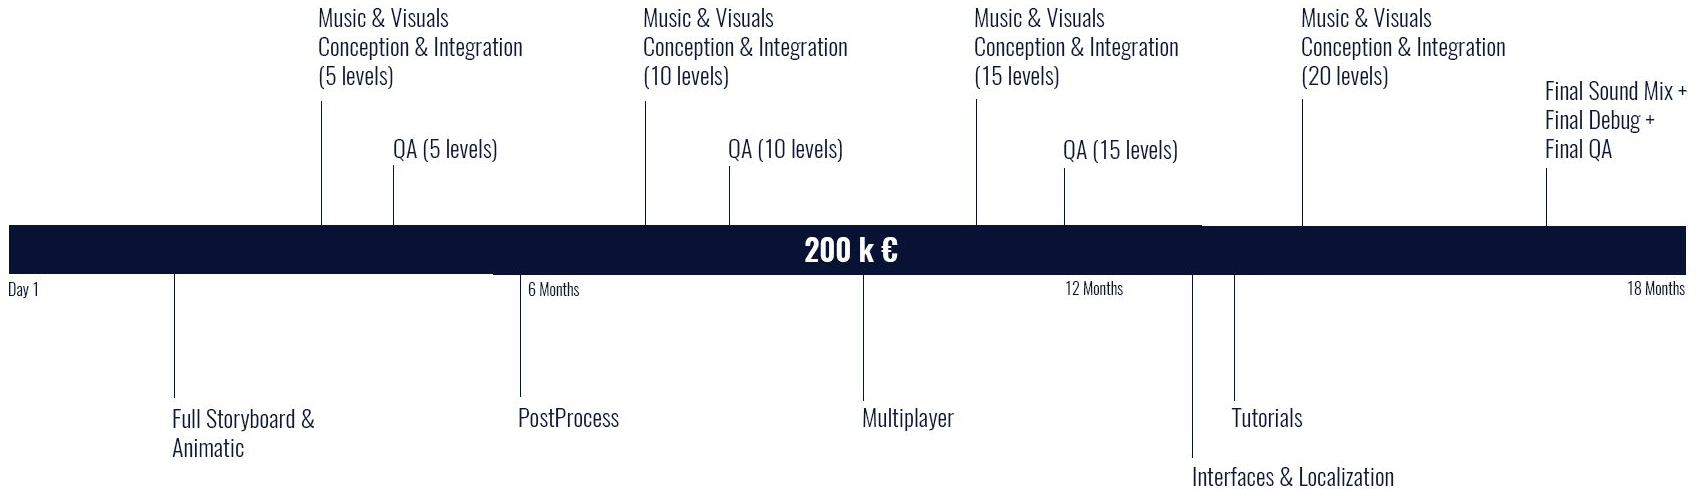 Music & Visuals
Conception & Integration
(5 levels)
Music & Visuals
Conception & Integration
(10 levels)
Music & Visuals
Conception & Integration
(15 levels)
Music & Visuals
Conception & Integration
(20 levels)
Final Sound Mix +
Final Debug +
Final QA
QA (5 levels)
QA (10 levels)
QA (15 levels)
200 k €
Day 1
6 Months
12 Months
18 Months
Full Storyboard &
Animatic
PostProcess
Multiplayer
Tutorials
Interfaces & Localization